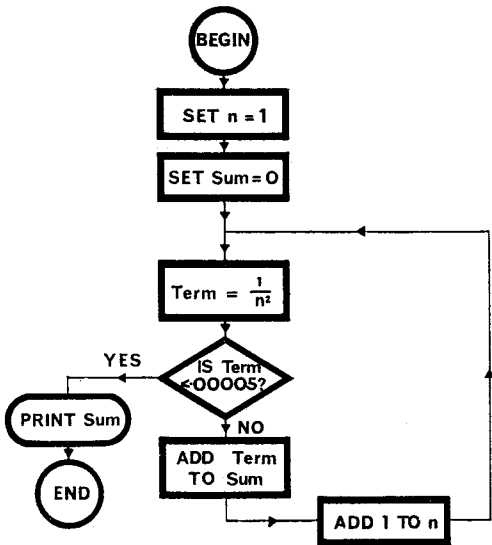 BEGIN
SET n = 1
SET Sum = 0
Term = 1/n²
IS Term
<·00005?
YES
NO
PRINT Sum
END
ADD Term
TO Sum
ADD 1 TO n